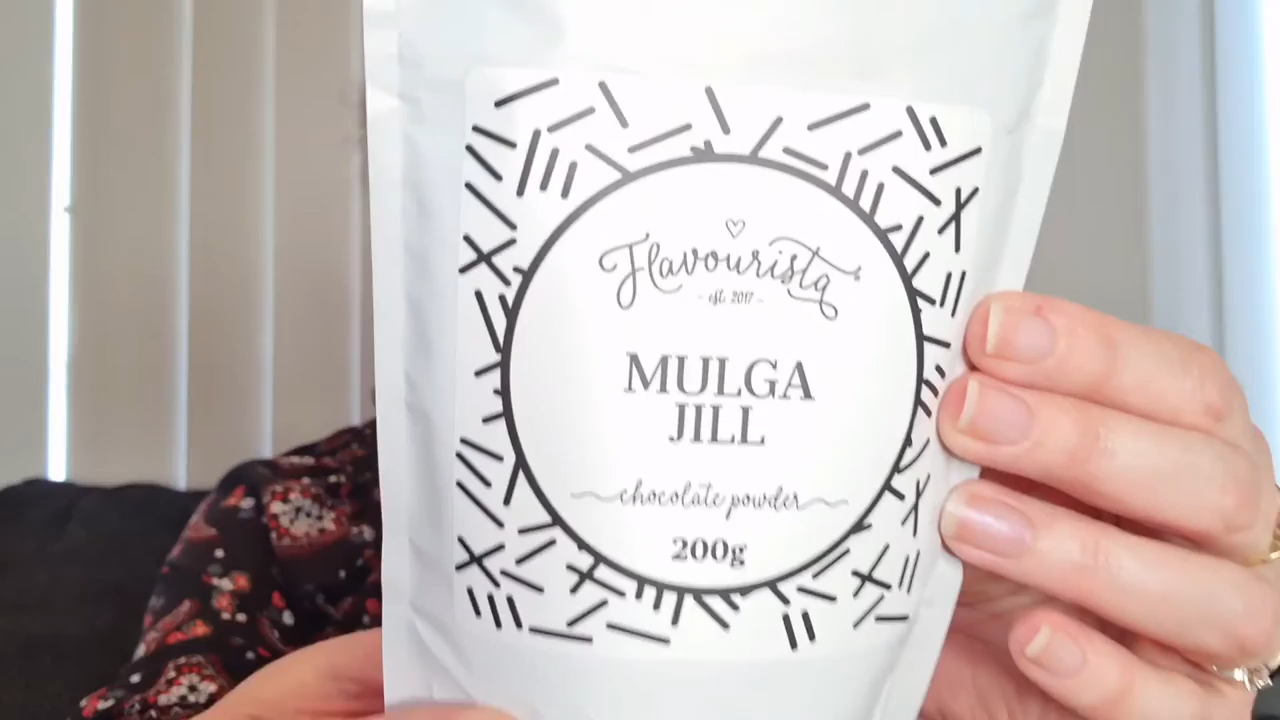 Flavourista
- est. 2017 -
MULGA
JILL
chocolate powder
200g